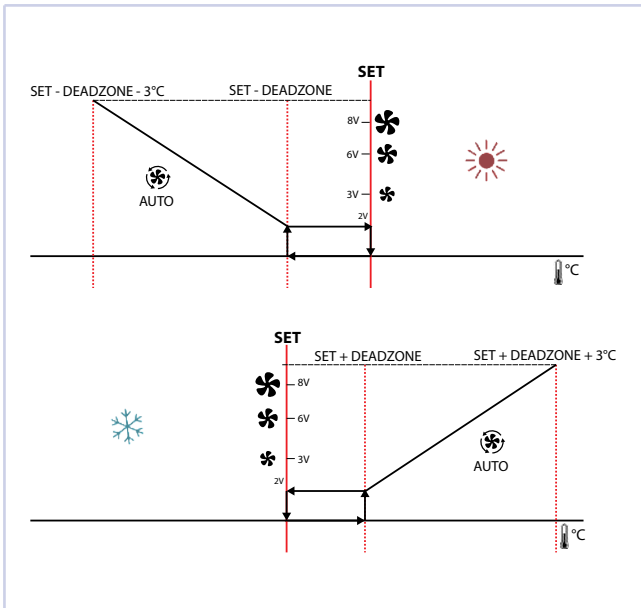 SET
SET - DEADZONE - 3°C
SET - DEADZONE
8V
6V
3V
2V
AUTO
°C
SET
SET + DEADZONE
SET + DEADZONE + 3°C
8V
6V
3V
2V
AUTO
°C